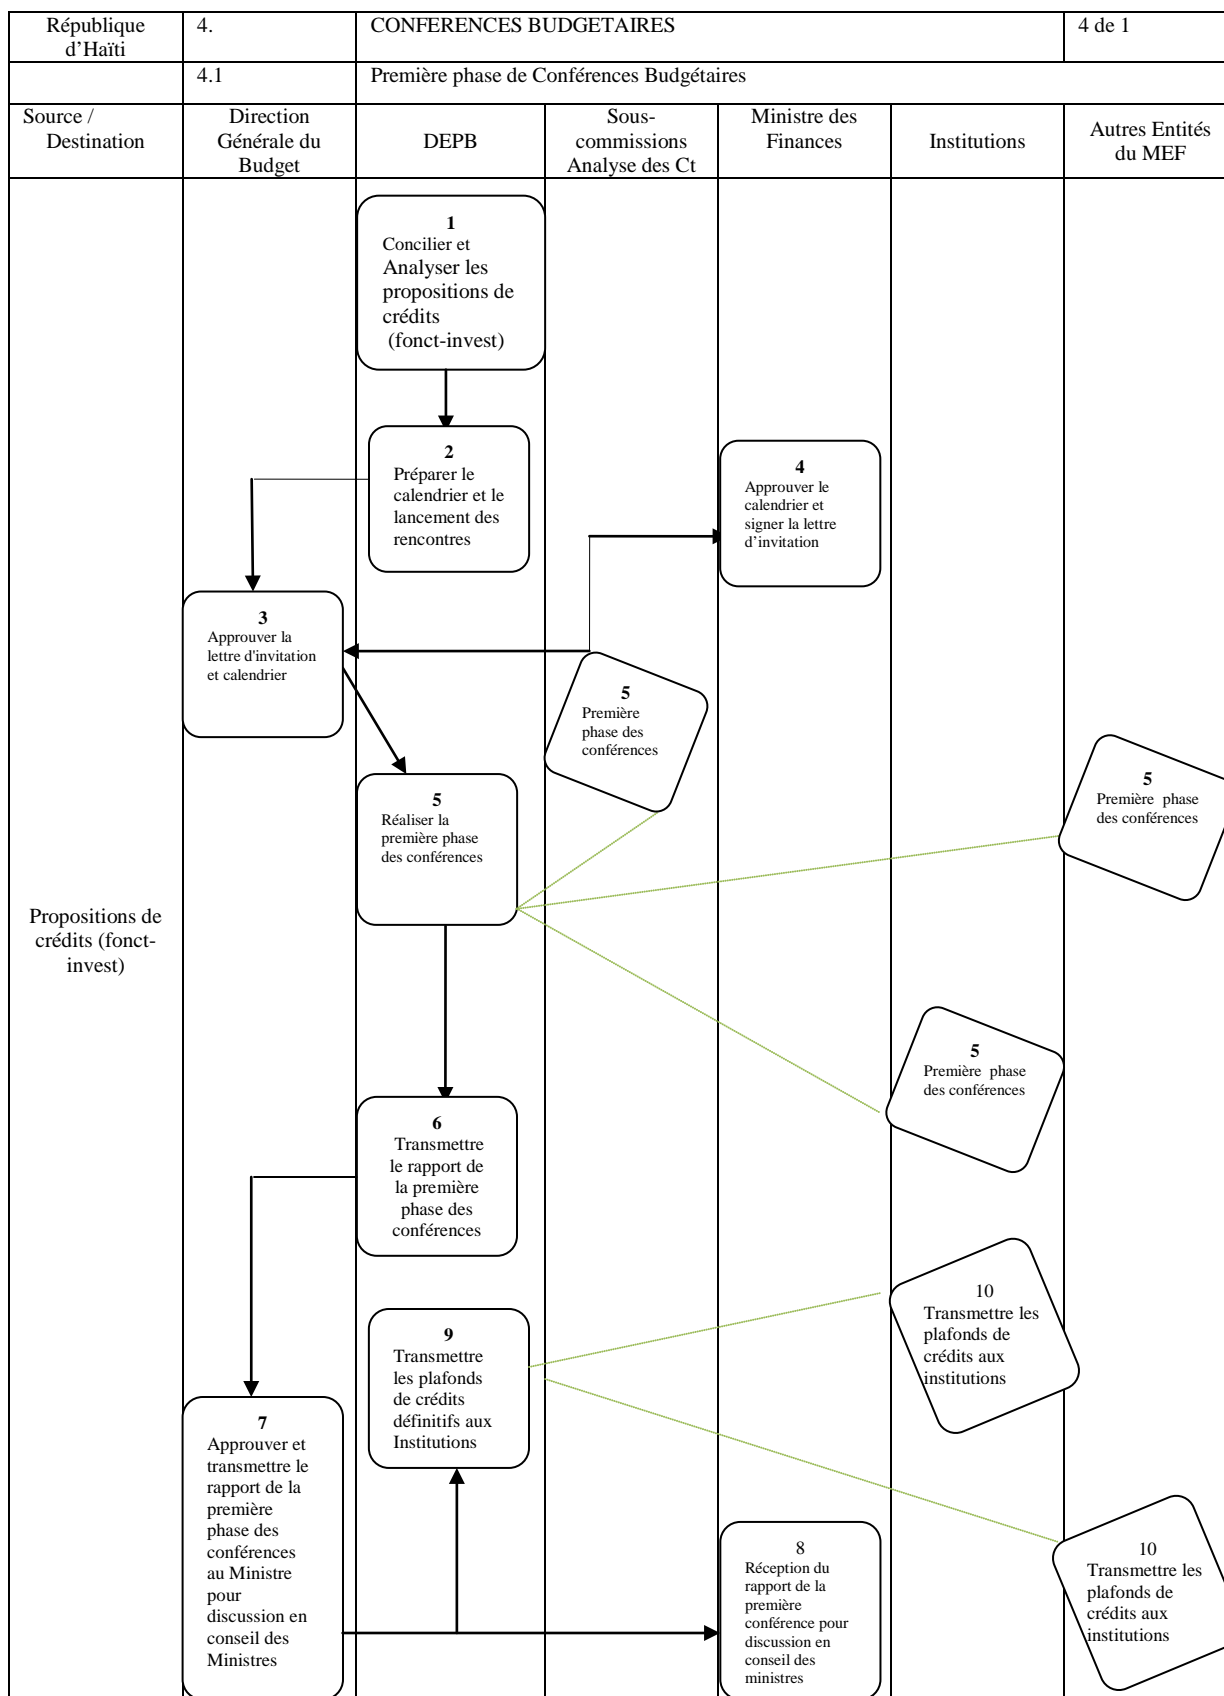 République
d’Haïti
4.
CONFERENCES BUDGETAIRES
4 de 1
4.1
Première phase de Conférences Budgétaires
Source /
Destination
Direction
Générale du
Budget
DEPB
Sous-
commissions
Analyse des Ct
Ministre des
Finances
Institutions
Autres Entités
du MEF
1
Concilier et
Analyser les
propositions de
crédits
(fonct-invest)
2
Préparer le
calendrier et le
lancement des
rencontres
4
Approuver le
calendrier et
signer la lettre
d’invitation
3
Approuver la
lettre d'invitation
et calendrier
5
Première
phase des
conférences
5
Réaliser la
première phase
des conférences
5
Première phase
des conférences
Propositions de
crédits (fonct-
invest)
5
Première phase
des conférences
6
Transmettre
le rapport de
la première
phase des
conférences
10
Transmettre les
plafonds de
crédits aux
institutions
9
Transmettre
les plafonds
de crédits
définitifs aux
Institutions
7
Approuver et
transmettre le
rapport de la
première
phase des
conférences
au Ministre
pour
discussion en
conseil des
Ministres
8
Réception du
rapport de la
première
conférence pour
discussion en
conseil des
ministres
10
Transmettre les
plafonds de
crédits aux
institutions